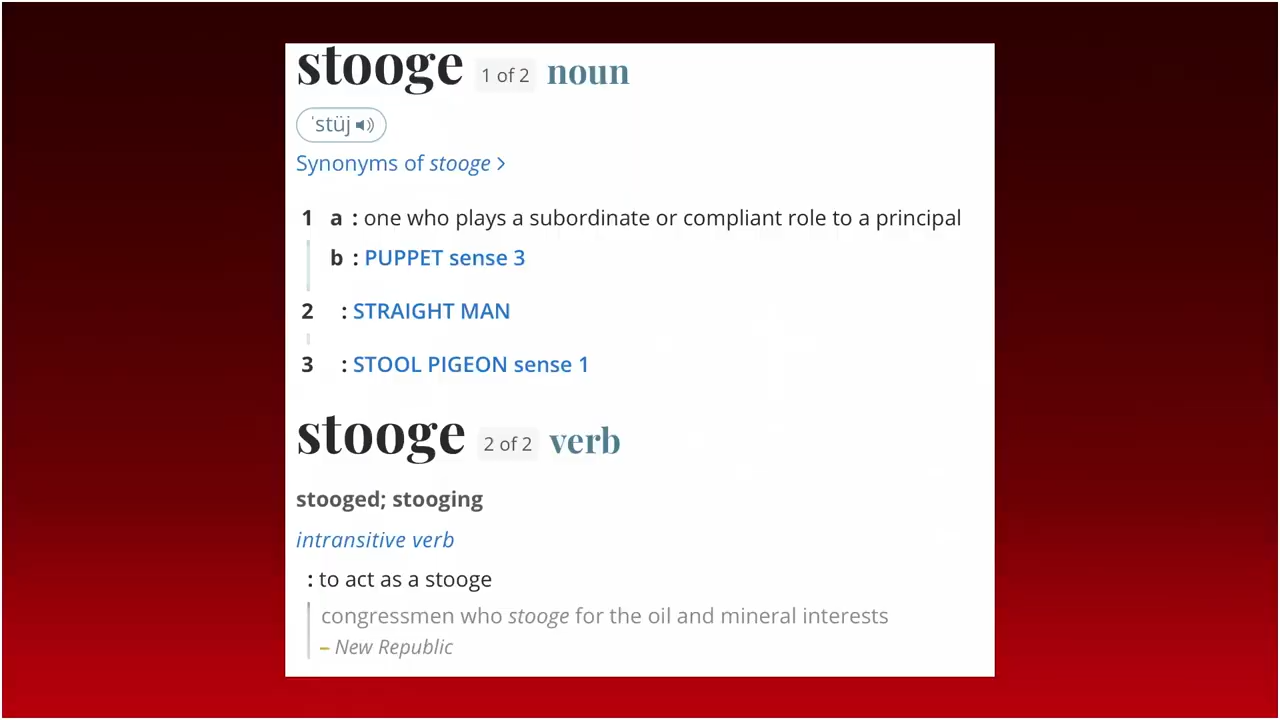 stooge 1 of 2 noun
ˈstüj
Synonyms of stooge >
1 a : one who plays a subordinate or compliant role to a principal
b : PUPPET sense 3
2 : STRAIGHT MAN
3 : STOOL PIGEON sense 1
stooge 2 of 2 verb
stooged; stooging
intransitive verb
: to act as a stooge
congressmen who stooge for the oil and mineral interests
– New Republic